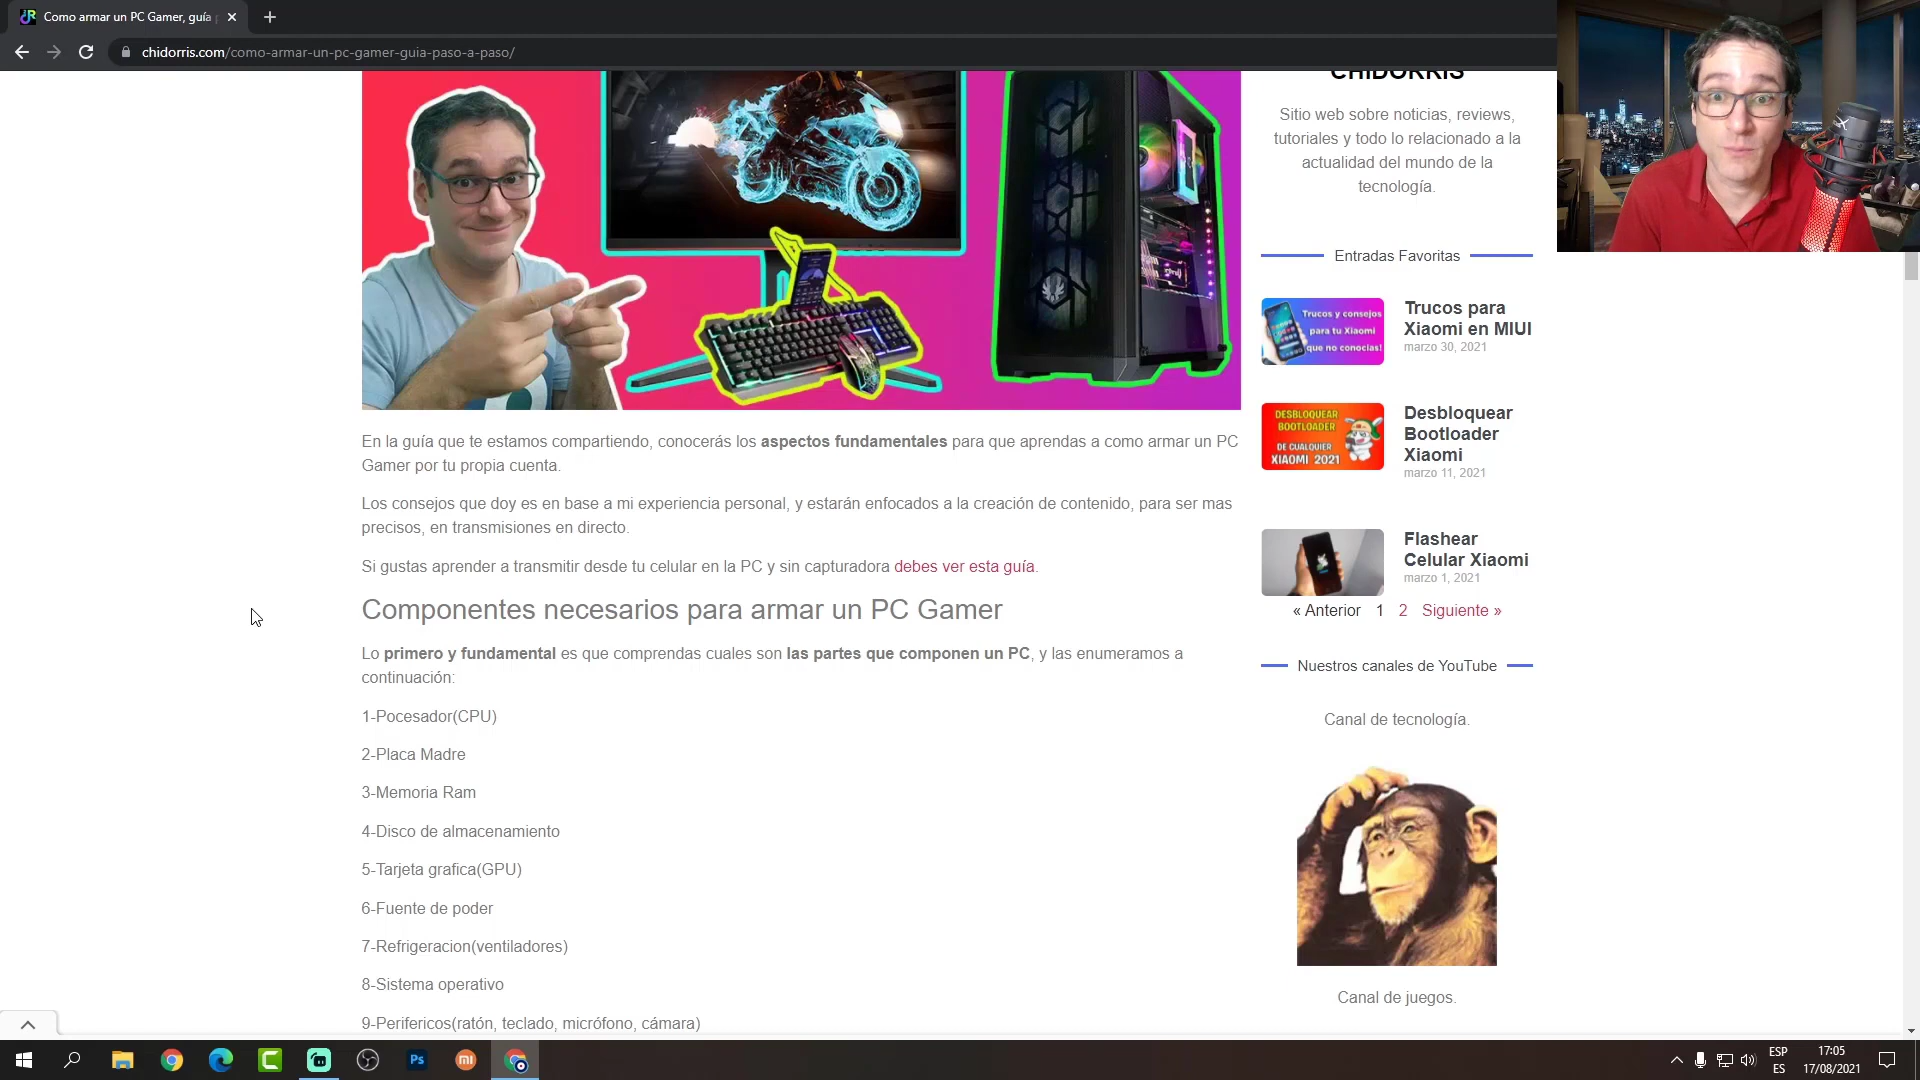 Como armar un PC Gamer, guía
chidorris.com/como-armar-un-pc-gamer-guia-paso-a-paso/
En la guía que te estamos compartiendo, conocerás los aspectos fundamentales para que aprendas a como armar un PC
Gamer por tu propia cuenta.
Los consejos que doy es en base a mi experiencia personal, y estarán enfocados a la creación de contenido, para ser mas
precisos, en transmisiones en directo.
Si gustas aprender a transmitir desde tu celular en la PC y sin capturadora debes ver esta guía.
Componentes necesarios para armar un PC Gamer
Lo primero y fundamental es que comprendas cuales son las partes que componen un PC, y las enumeramos a
continuación:
1-Pocesador(CPU)
2-Placa Madre
3-Memoria Ram
4-Disco de almacenamiento
5-Tarjeta grafica(GPU)
6-Fuente de poder
7-Refrigeracion(ventiladores)
8-Sistema operativo
9-Perifericos(ratón, teclado, micrófono, cámara)
CHIDORRIS
Sitio web sobre noticias, reviews,
tutoriales y todo lo relacionado a la
actualidad del mundo de la
tecnología.
Entradas Favoritas
Trucos y consejos
para tu Xiaomi
que no conocias!
Trucos para
Xiaomi en MIUI
marzo 30, 2021
DESBLOQUEAR
BOOTLOADER
DE CUALQUIER
XIAOMI 2021
Desbloquear
Bootloader
Xiaomi
marzo 11, 2021
Flashear
Celular Xiaomi
marzo 1, 2021
« Anterior 1 2 Siguiente »
Nuestros canales de YouTube
Canal de tecnología.
Canal de juegos.
Ps
mi
ESP
ES
17:05
17/08/2021